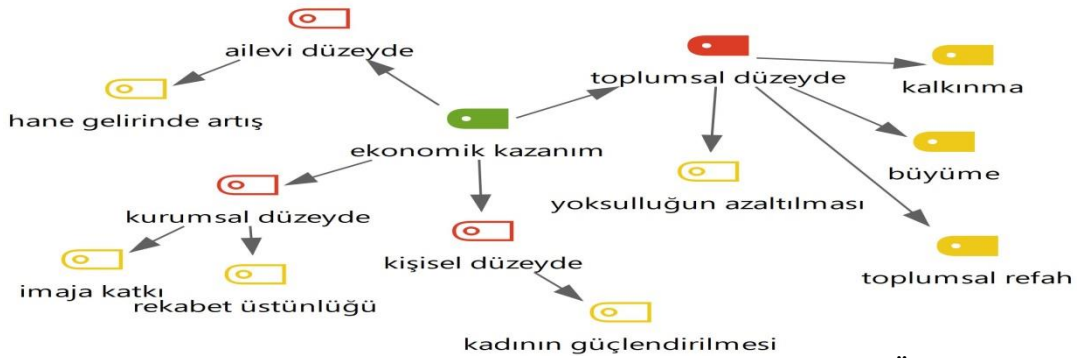 ailevi düzeyde
toplumsal düzeyde
kalkınma
hane gelirinde artış
ekonomik kazanım
büyüme
yoksulluğun azaltılması
kurumsal düzeyde
kişisel düzeyde
toplumsal refah
imaja katkı
rekabet üstünlüğü
kadının güçlendirilmesi